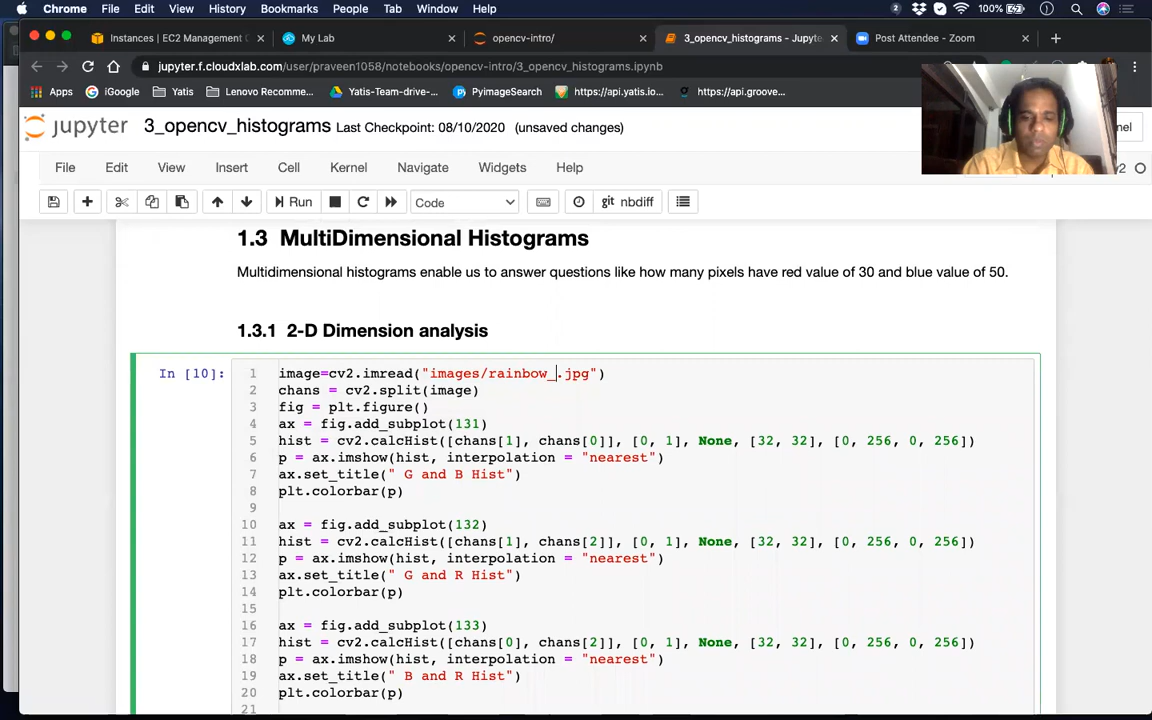 Chrome File Edit View History Bookmarks People Tab Window Help 2 100%
Instances | EC2 Management C
My Lab
opencv-intro/
3_opencv_histograms - Jupyte
Post Attendee - Zoom
jupyter.f.cloudxlab.com/user/praveen1058/notebooks/opencv-intro/3_opencv_histograms.ipynb
Apps iGoogle Yatis Lenovo Recomme... Yatis-Team-drive-... PyimageSearch https://api.yatis.io... https://api.groove...
jupyter 3_opencv_histograms Last Checkpoint: 08/10/2020 (unsaved changes)
File Edit View Insert Cell Kernel Navigate Widgets Help
Run Code git nbdiff
1.3 MultiDimensional Histograms
Multidimensional histograms enable us to answer questions like how many pixels have red value of 30 and blue value of 50.
1.3.1 2-D Dimension analysis
In [10]: 1 image=cv2.imread("images/rainbow_.jpg")
2 chans = cv2.split(image)
3 fig = plt.figure()
4 ax = fig.add_subplot(131)
5 hist = cv2.calcHist([chans[1], chans[0]], [0, 1], None, [32, 32], [0, 256, 0, 256])
6 p = ax.imshow(hist, interpolation = "nearest")
7 ax.set_title(" G and B Hist")
8 plt.colorbar(p)
9
10 ax = fig.add_subplot(132)
11 hist = cv2.calcHist([chans[1], chans[2]], [0, 1], None, [32, 32], [0, 256, 0, 256])
12 p = ax.imshow(hist, interpolation = "nearest")
13 ax.set_title(" G and R Hist")
14 plt.colorbar(p)
15
16 ax = fig.add_subplot(133)
17 hist = cv2.calcHist([chans[0], chans[2]], [0, 1], None, [32, 32], [0, 256, 0, 256])
18 p = ax.imshow(hist, interpolation = "nearest")
19 ax.set_title(" B and R Hist")
20 plt.colorbar(p)
21